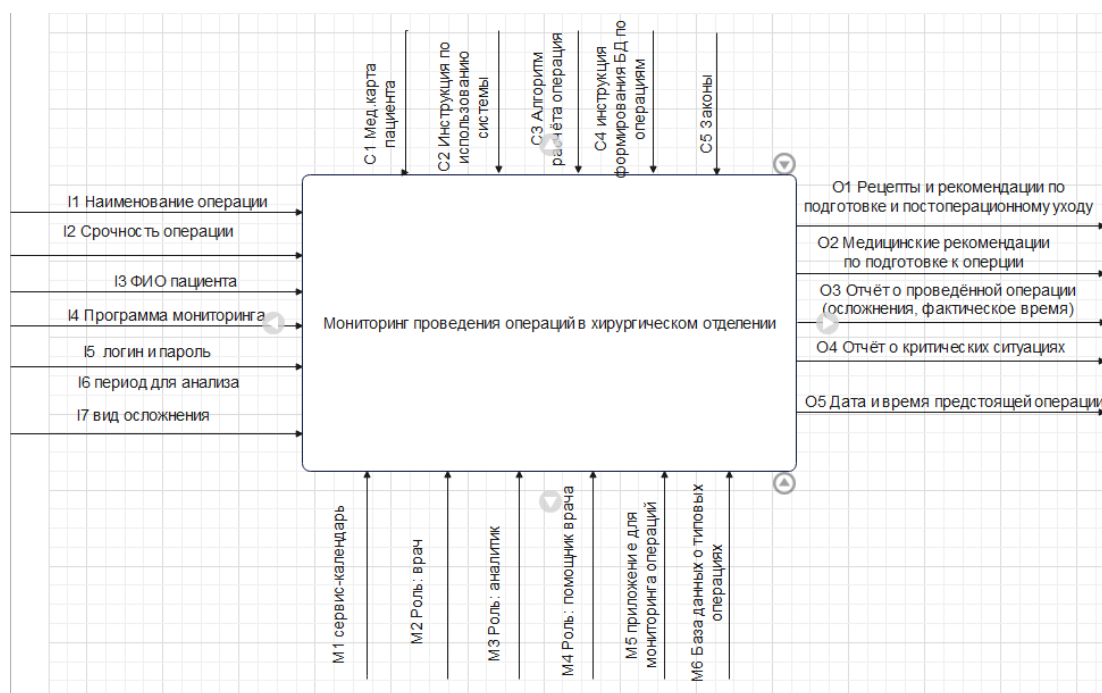 С1 Мед.карта
пациента
С2 Инструкция по
использованию
системы
С3 Алгоритм
расчёта операция
С4 инструкция
формирования БД по
операциям
С5 Законы
I1 Наименование операции
I2 Срочность операции
I3 ФИО пациента
I4 Программа мониторинга
I5 логин и пароль
I6 период для анализа
I7 вид осложнения
Мониторинг проведения операций в хирургическом отделении
О1 Рецепты и рекомендации по
подготовке и постоперационному уходу
О2 Медицинские рекомендации
по подготовке к оперции
О3 Отчёт о проведённой операции
(осложнения, фактическое время)
О4 Отчёт о критических ситуациях
О5 Дата и время предстоящей операции
М1 сервис-календарь
М2 Роль: врач
М3 Роль: аналитик
М4 Роль: помощник врача
М5 приложение для
мониторинга операций
М6 База данных о типовых
операциях